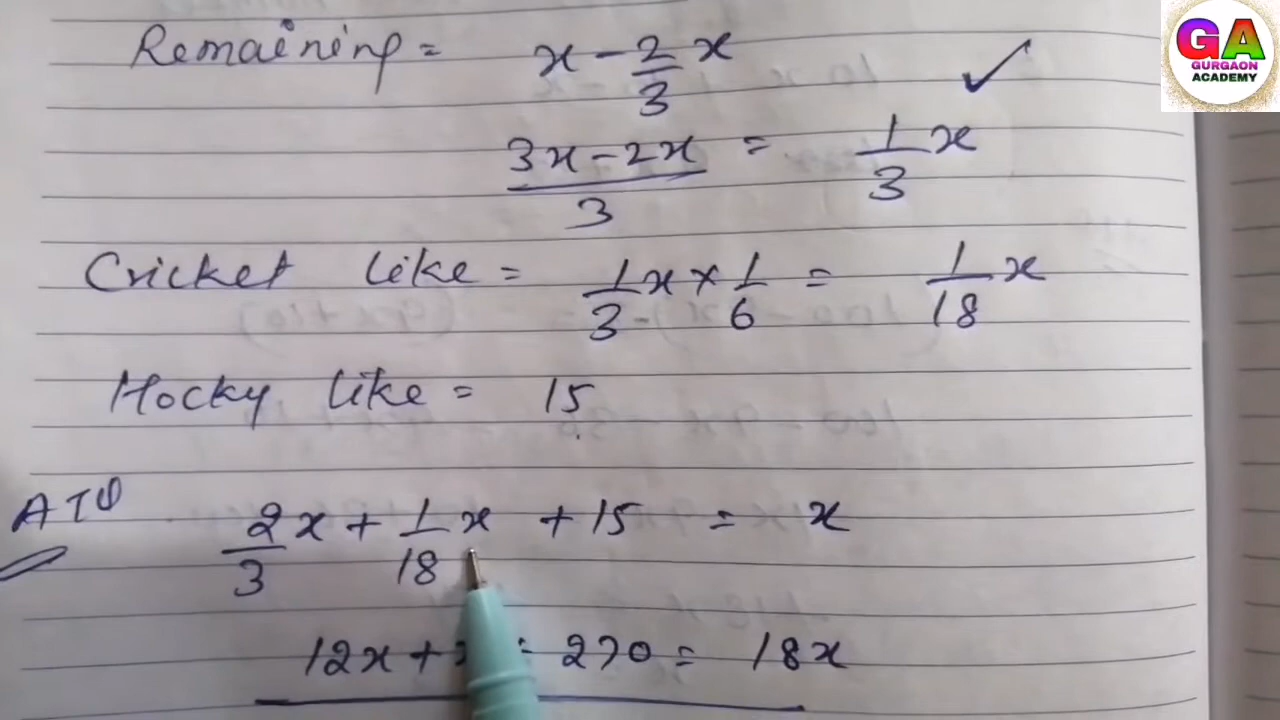 GA
GURGAON
ACADEMY
Remaining = x - 2/3 x ✓
3x - 2x / 3 = 1/3 x
Cricket like = 1/3 x × 1/6 = 1/18 x
Hocky like = 15
ATQ
2/3 x + 1/18 x + 15 = x
12x + = 270 = 18x